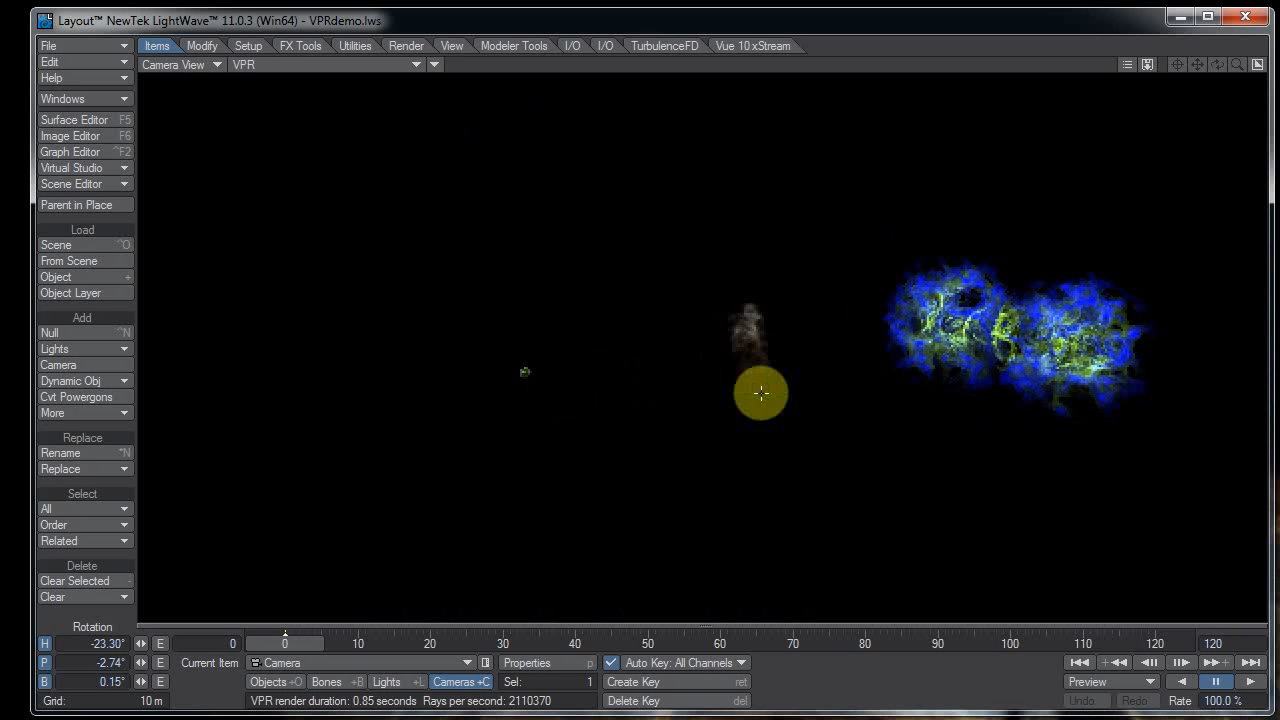 Layout™ NewTek LightWave™ 11.0.3 (Win64) - VPRdemo.lws
File
Items Modify Setup FX Tools Utilities Render View Modeler Tools I/O I/O TurbulenceFD Vue 10 xStream
Edit
Camera View VPR
Help
Windows
Surface Editor F5
Image Editor F6
Graph Editor ^F2
Virtual Studio
Scene Editor
Parent in Place
Load
Scene ^O
From Scene
Object +
Object Layer
Add
Null ^N
Lights
Camera
Dynamic Obj
Cvt Powergons
More
Replace
Rename *N
Replace
Select
All
Order
Related
Delete
Clear Selected -
Clear
Rotation
H -23.30° E 0 0 10 20 30 40 50 60 70 80 90 100 110 120 120
P -2.74° E Current Item Camera Properties p Auto Key: All Channels
B 0.15° E Objects +O Bones +B Lights +L Cameras +C Sel: 1 Create Key ret Preview
Grid: 10 m VPR render duration: 0.85 seconds Rays per second: 2110370 Delete Key del Undo Redo Rate 100.0 %